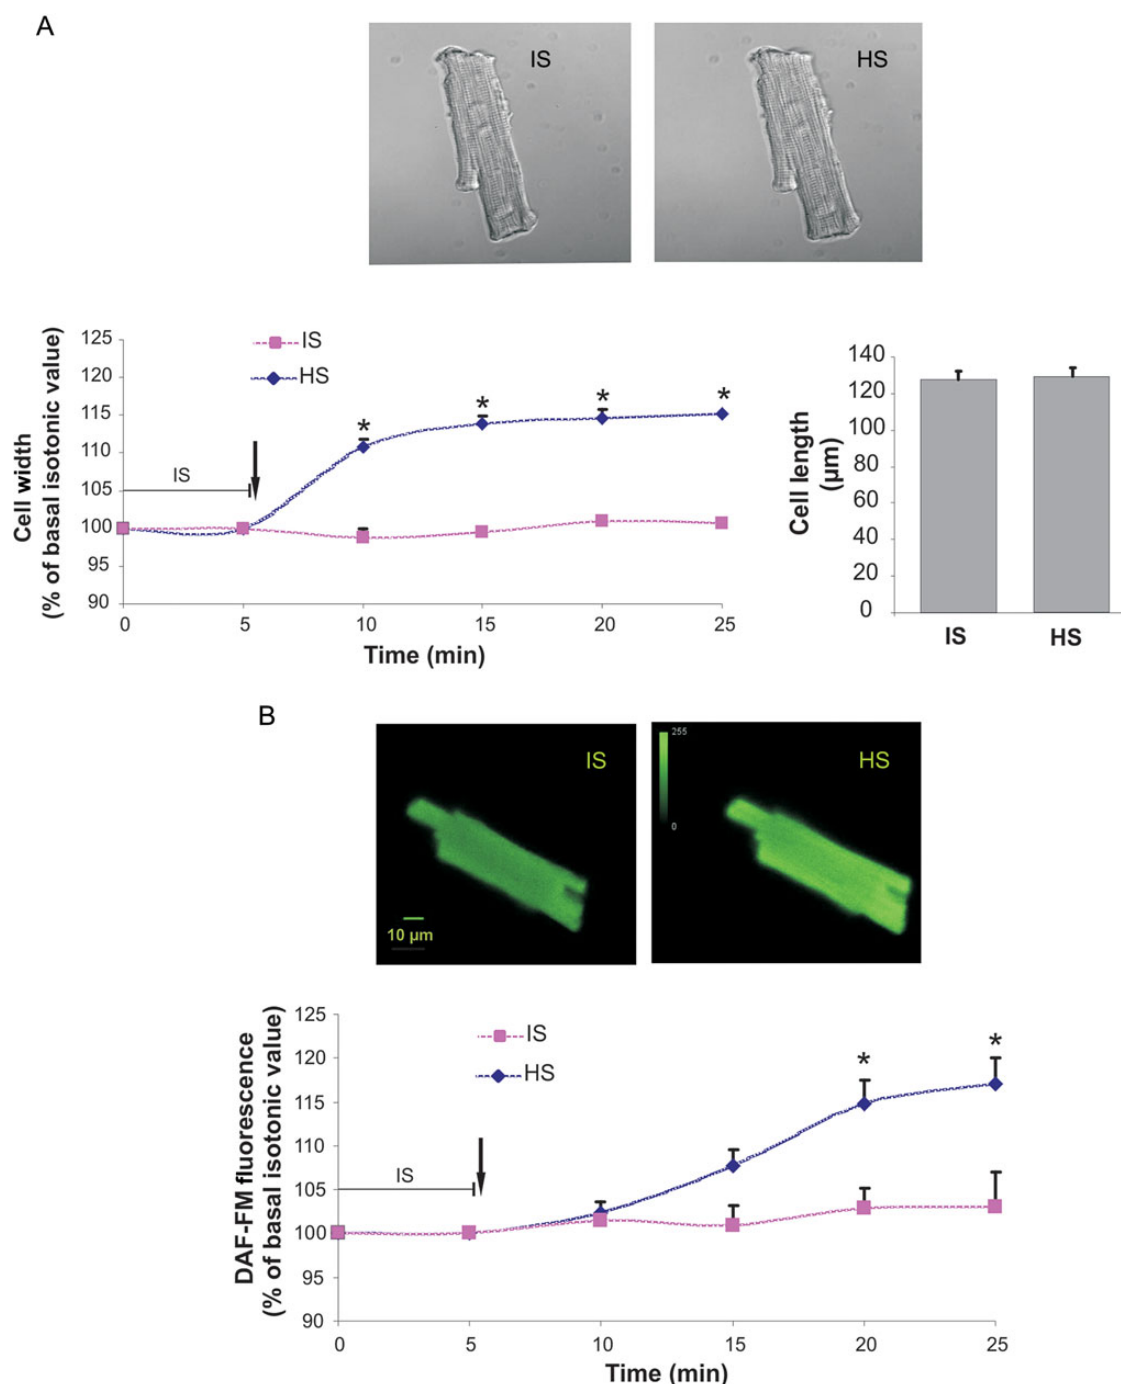 A
IS
HS
Cell width
(% of basal isotonic value)
125
120
115
110
105
100
95
90
IS
HS
*
*
*
*
IS
0
5
10
15
20
25
Time (min)
Cell length
(µm)
140
120
100
80
60
40
20
0
IS
HS
B
IS
10 µm
255
0
HS
DAF-FM fluorescence
(% of basal isotonic value)
125
120
115
110
105
100
95
90
IS
HS
*
*
IS
0
5
10
15
20
25
Time (min)